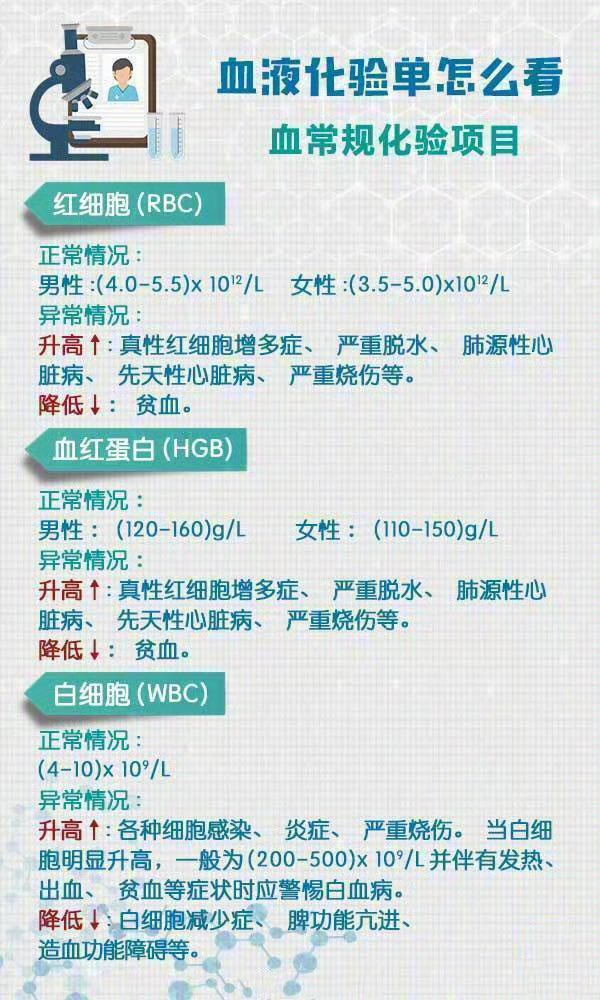 血液化验单怎么看
血常规化验项目
红细胞(RBC)
正常情况：
男性:(4.0-5.5)x 10¹²/L 女性:(3.5-5.0)x10¹²/L
异常情况：
升高↑：真性红细胞增多症、 严重脱水、 肺源性心
脏病、 先天性心脏病、 严重烧伤等。
降低↓： 贫血。
血红蛋白(HGB)
正常情况：
男性： (120-160)g/L 女性： (110-150)g/L
异常情况：
升高↑：真性红细胞增多症、 严重脱水、 肺源性心
脏病、 先天性心脏病、 严重烧伤等。
降低↓： 贫血。
白细胞(WBC)
正常情况：
(4-10)x 10⁹/L
异常情况：
升高↑：各种细胞感染、 炎症、 严重烧伤。 当白细
胞明显升高，一般为(200-500)x 10⁹/L并伴有发热、
出血、 贫血等症状时应警惕白血病。
降低↓：白细胞减少症、 脾功能亢进、
造血功能障碍等。